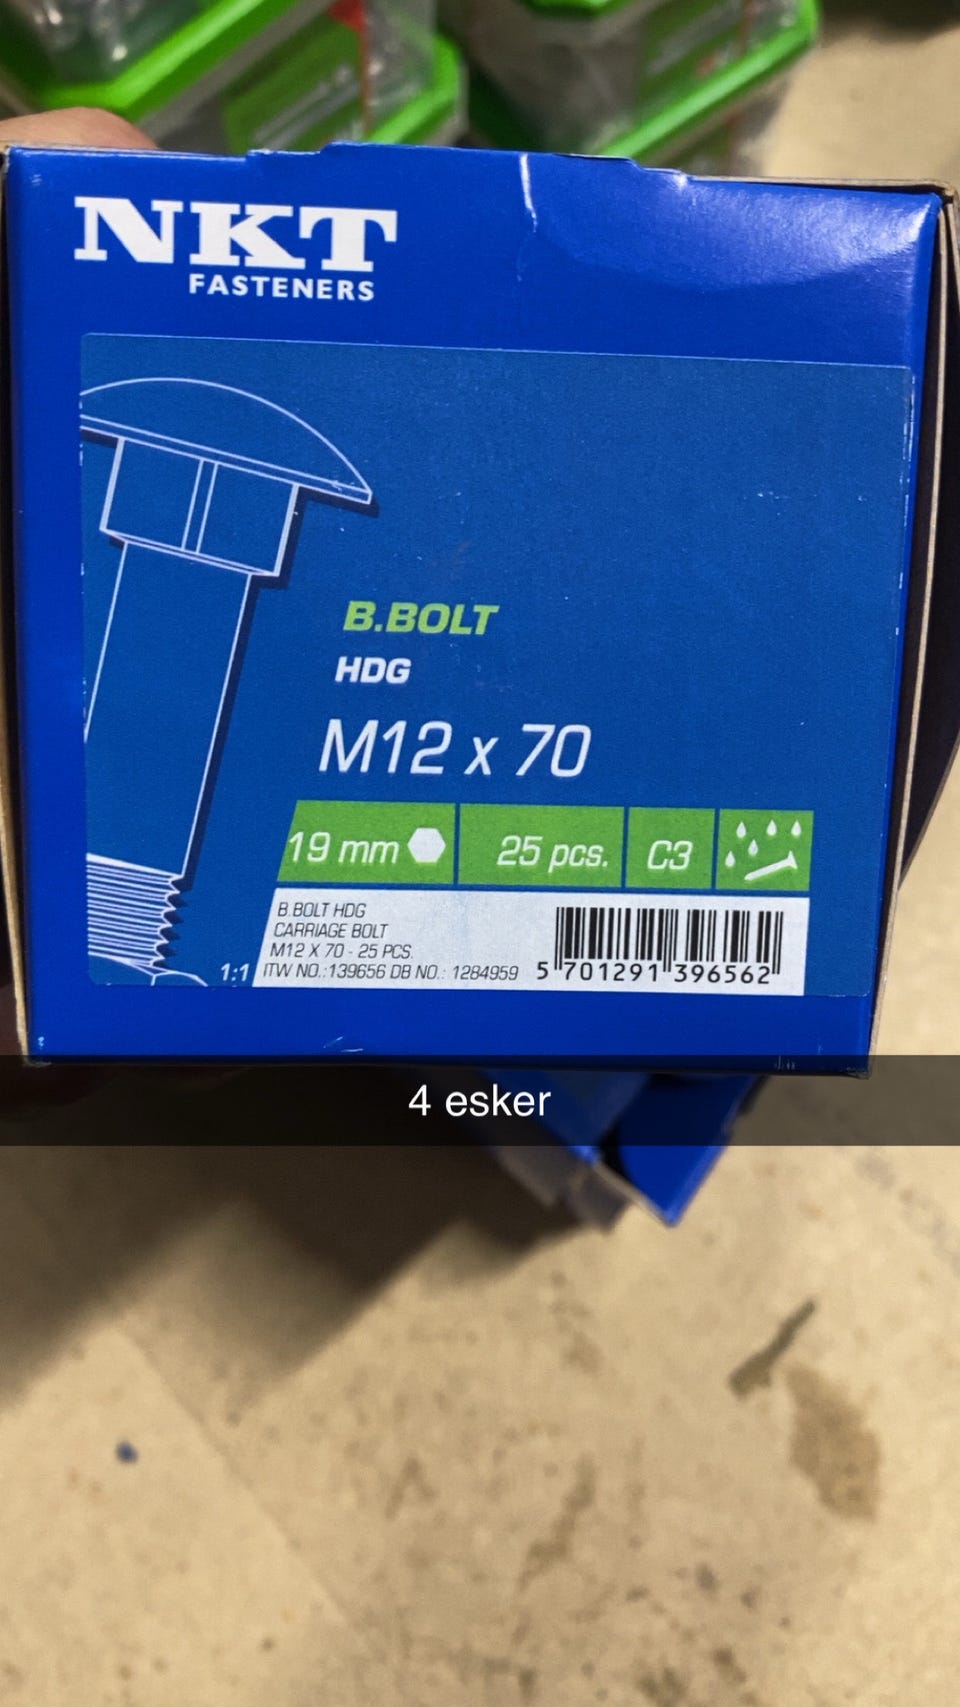 NKT
FASTENERS
B.BOLT
HDG
M12 x 70
19 mm 25 pcs. C3
B.BOLT HDG
CARRIAGE BOLT
M12 X 70 - 25 PCS.
1:1 ITW NO.:139656 DB NO.: 1284959 5 701291 396562
4 esker